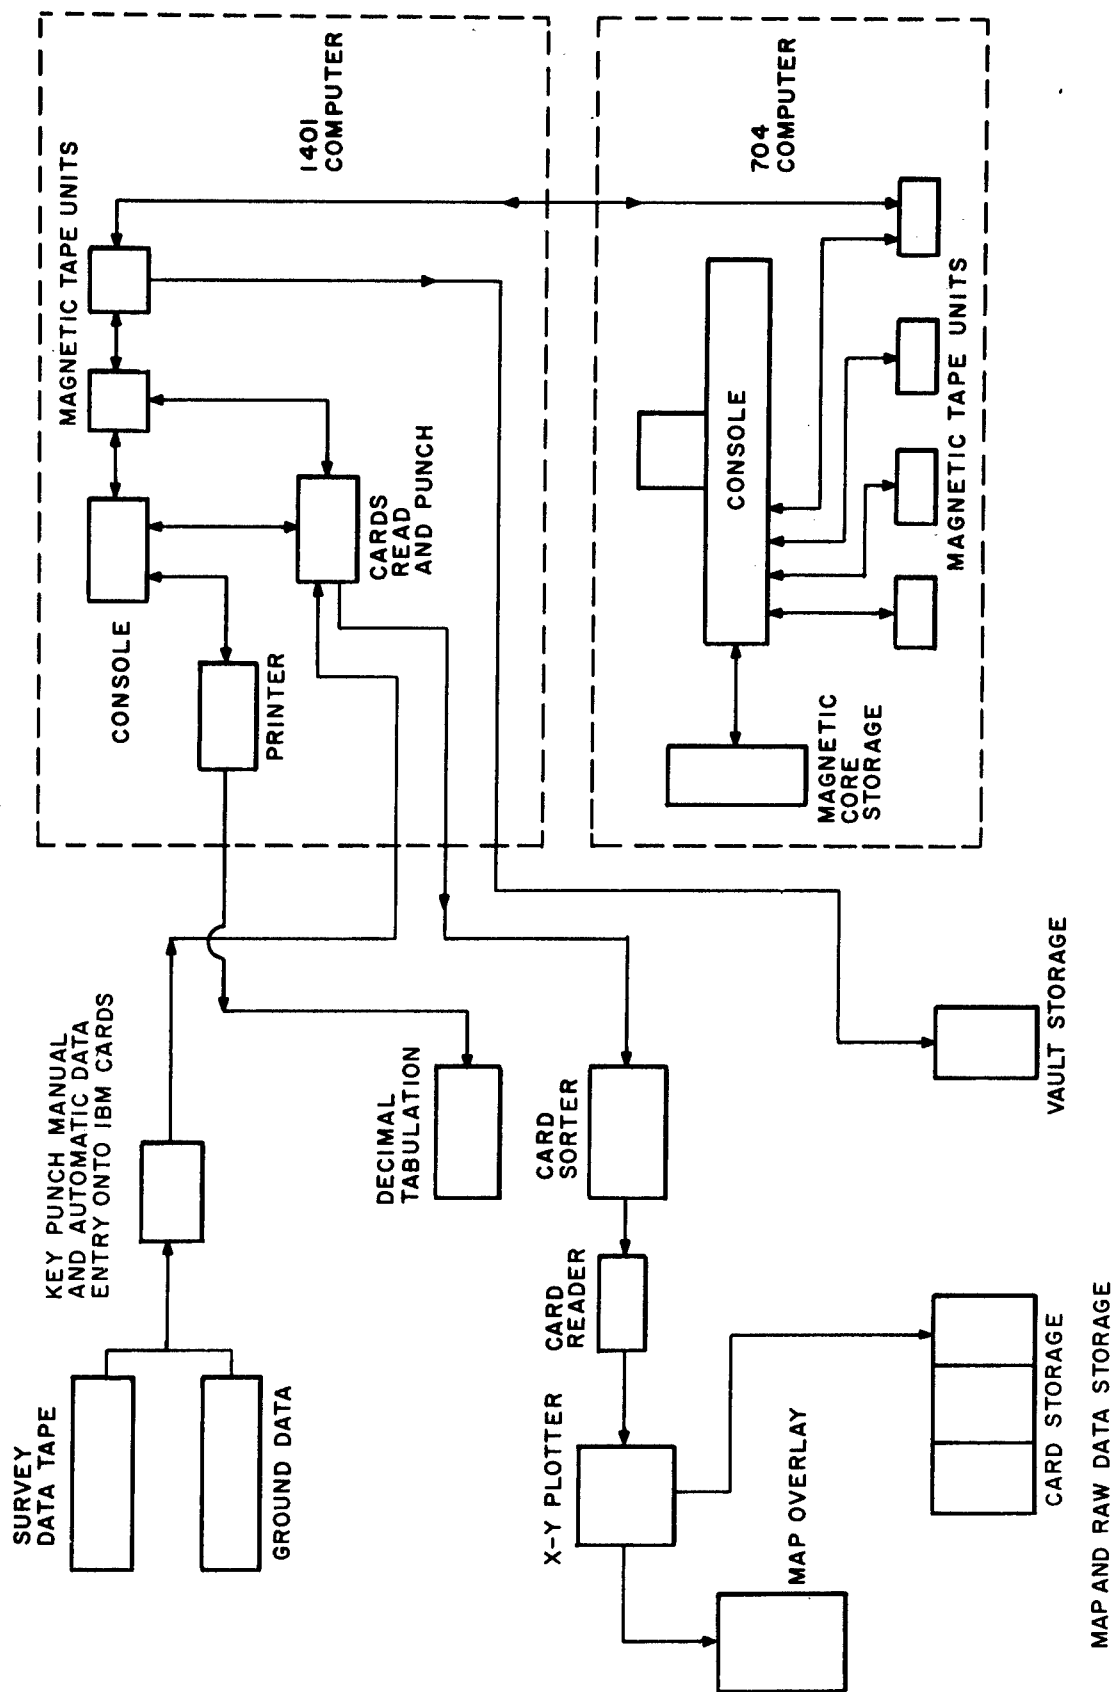 SURVEY
DATA TAPE
GROUND DATA
KEY PUNCH MANUAL
AND AUTOMATIC DATA
ENTRY ONTO IBM CARDS
CONSOLE
MAGNETIC TAPE UNITS
PRINTER
CARDS
READ
AND PUNCH
1401
COMPUTER
DECIMAL
TABULATION
X-Y PLOTTER
CARD
READER
CARD
SORTER
MAP OVERLAY
MAGNETIC
CORE
STORAGE
CONSOLE
704
COMPUTER
MAGNETIC TAPE UNITS
CARD STORAGE
VAULT STORAGE
MAP AND RAW DATA STORAGE